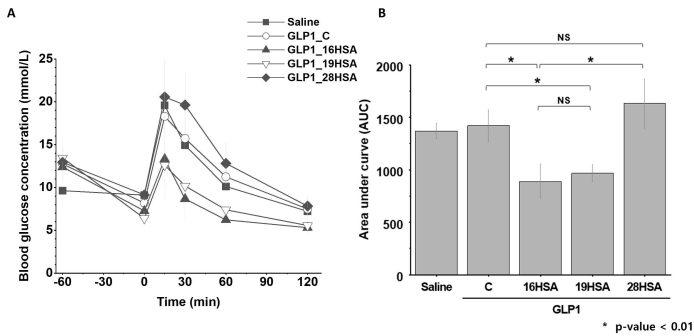 A
Saline
GLP1_C
GLP1_16HSA
GLP1_19HSA
GLP1_28HSA
Blood glucose concentration (mmol/L)
25
20
15
10
5
0
-60
-30
0
30
60
90
120
Time (min)
B
NS
*
*
*
NS
Area under curve (AUC)
2000
1500
1000
500
0
Saline
C
16HSA
19HSA
28HSA
GLP1
* p-value < 0.01